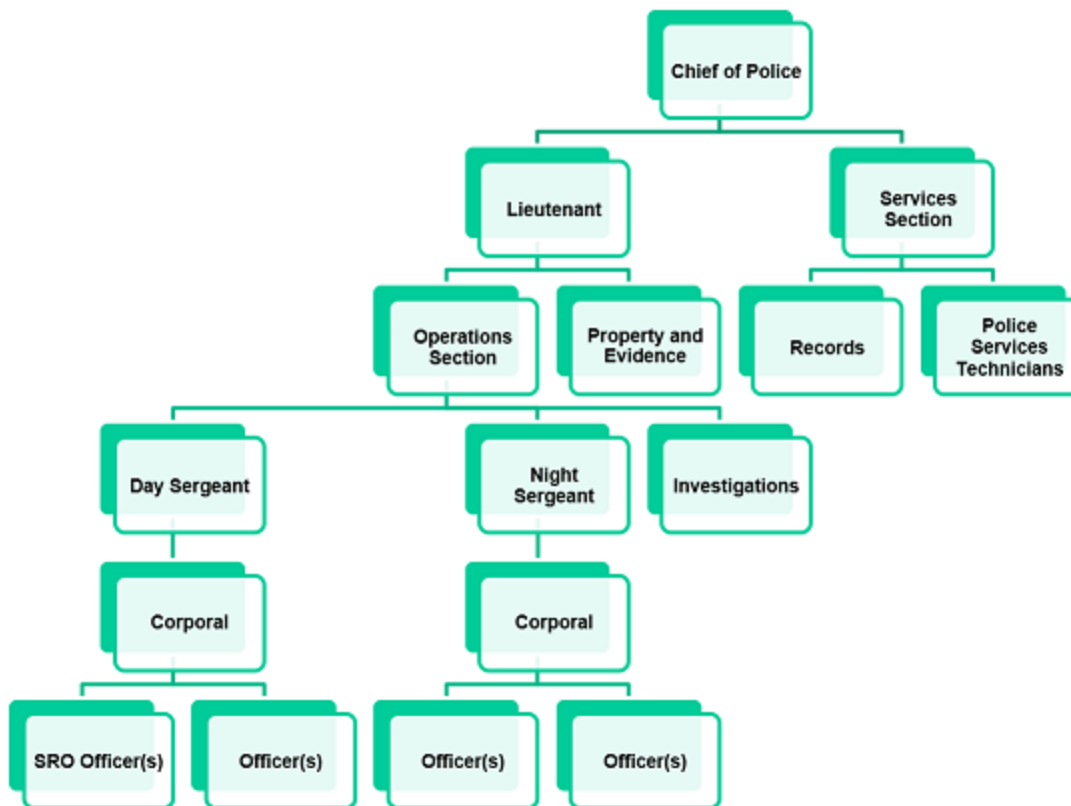 Chief of Police
Lieutenant
Services
Section
Operations
Section
Property and
Evidence
Records
Police
Services
Technicians
Day Sergeant
Night
Sergeant
Investigations
Corporal
Corporal
SRO Officer(s)
Officer(s)
Officer(s)
Officer(s)